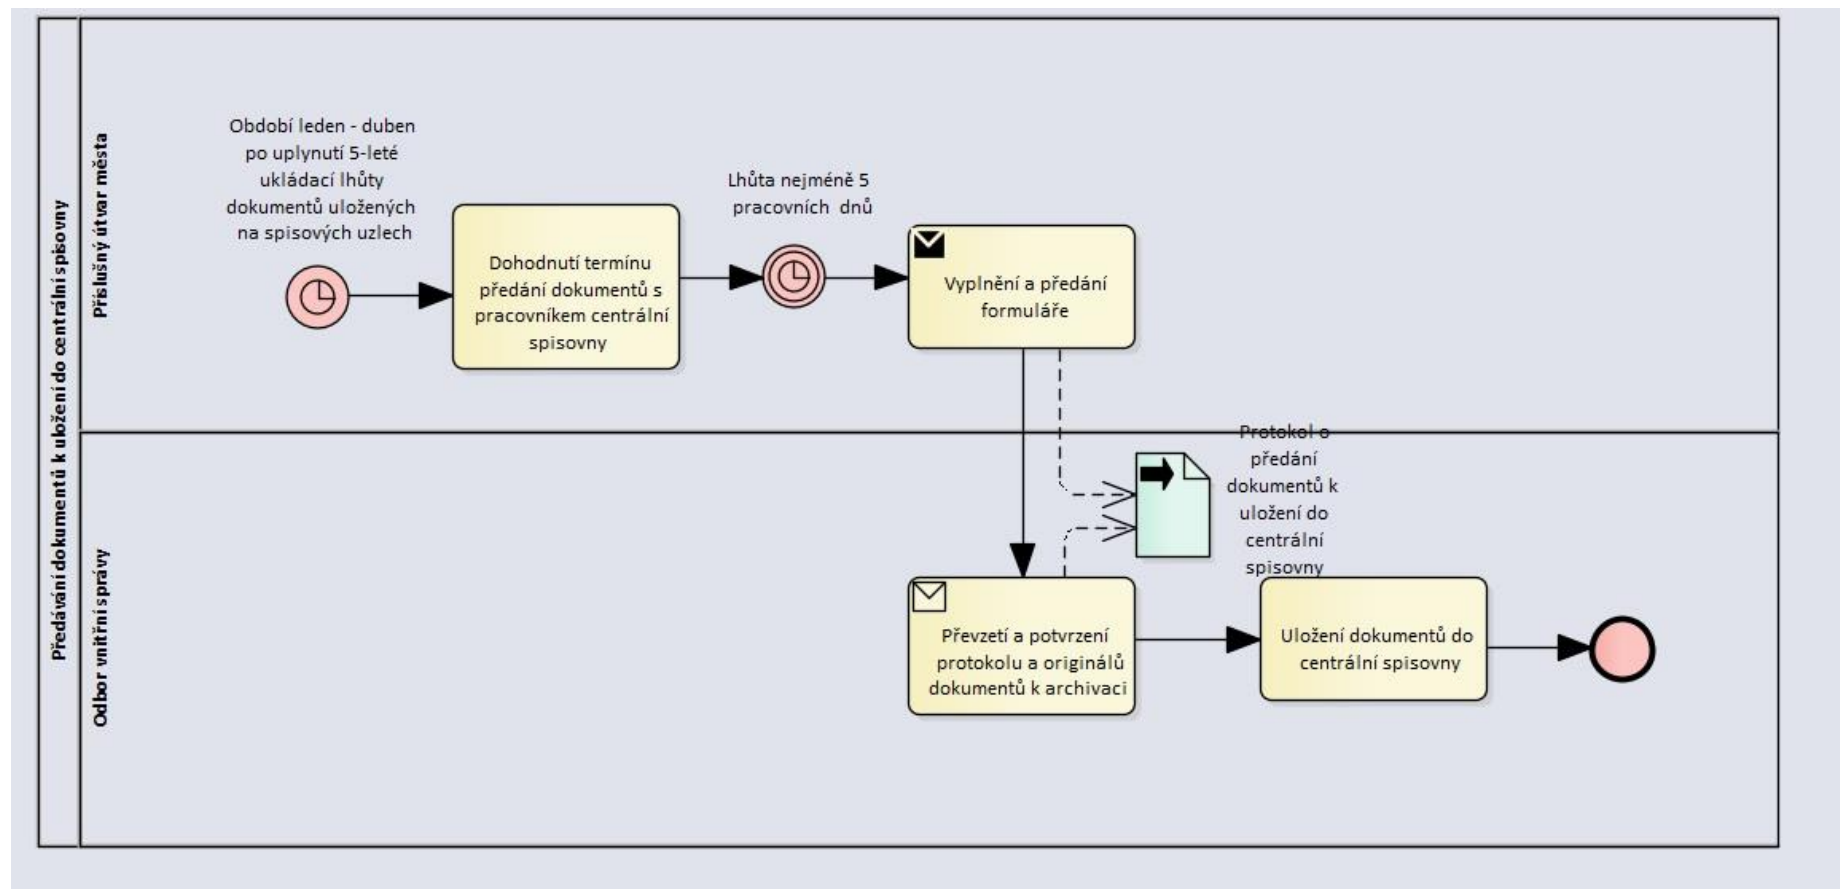 Předávání dokumentů k uložení do centrální spisovny
Příslušný útvar města
Období leden - duben
po uplynutí 5-leté
ukládací lhůty
dokumentů uložených
na spisových uzlech
Dohodnutí termínu
předání dokumentů s
pracovníkem centrální
spisovny
Lhůta nejméně 5
pracovních dnů
Vyplnění a předání
formuláře
Odbor vnitřní správy
Protokol o
předání
dokumentů k
uložení do
centrální
spisovny
Převzetí a potvrzení
protokolu a originálů
dokumentů k archivaci
Uložení dokumentů do
centrální spisovny